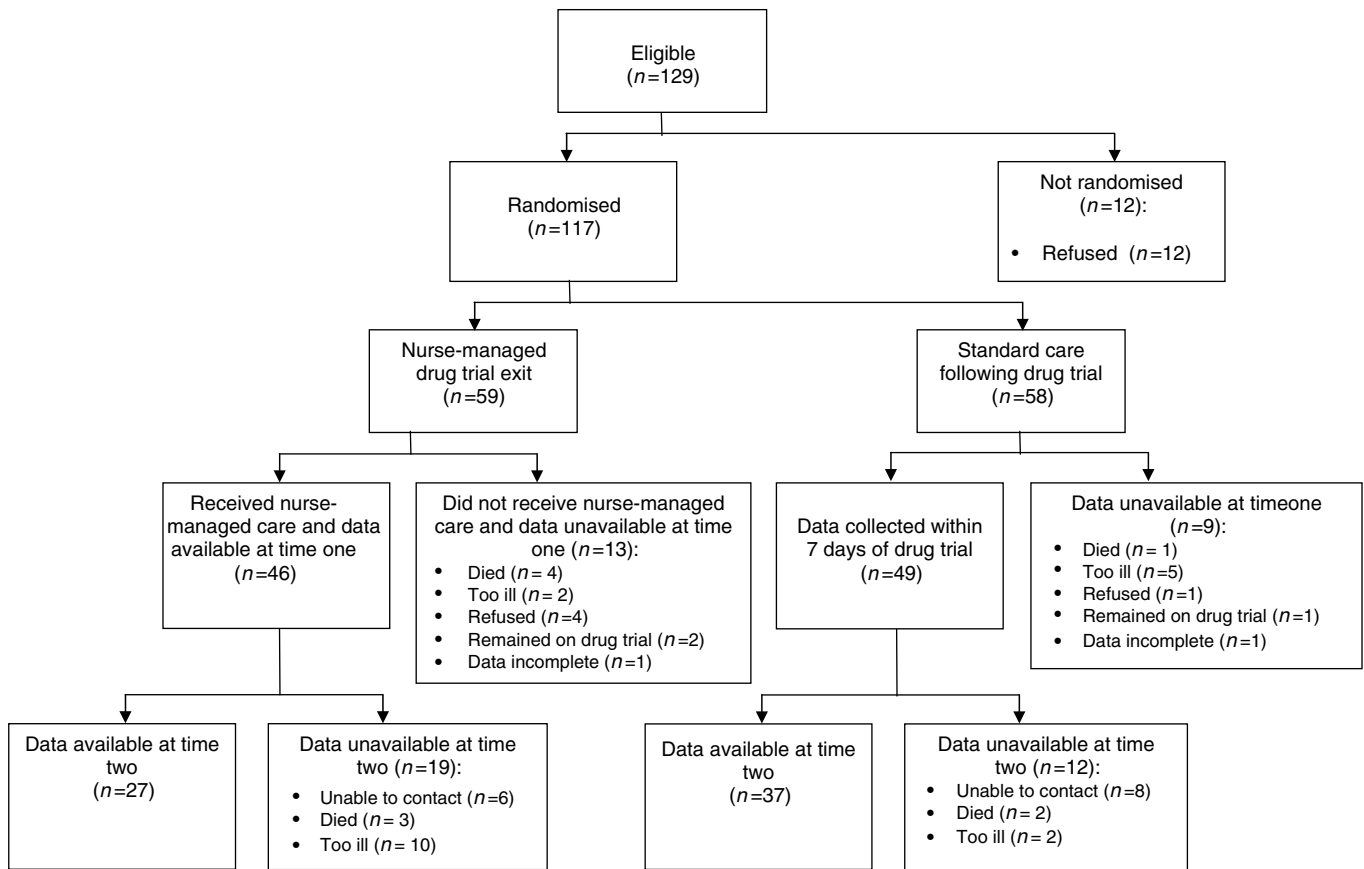 Eligible
(n=129)
Randomised
(n=117)
Not randomised
(n=12):
• Refused (n=12)
Nurse-managed
drug trial exit
(n=59)
Standard care
following drug trial
(n=58)
Received nurse-
managed care and data
available at time one
(n=46)
Did not receive nurse-managed
care and data unavailable at time
one (n=13):
• Died (n= 4)
• Too ill (n= 2)
• Refused (n=4)
• Remained on drug trial (n=2)
• Data incomplete (n=1)
Data collected within
7 days of drug trial
(n=49)
Data unavailable at timeone
(n=9):
• Died (n= 1)
• Too ill (n=5)
• Refused (n=1)
• Remained on drug trial (n=1)
• Data incomplete (n=1)
Data available at time
two
(n=27)
Data unavailable at time
two (n=19):
• Unable to contact (n=6)
• Died (n= 3)
• Too ill (n= 10)
Data available at time
two
(n=37)
Data unavailable at time
two (n=12):
• Unable to contact (n=8)
• Died (n= 2)
• Too ill (n= 2)